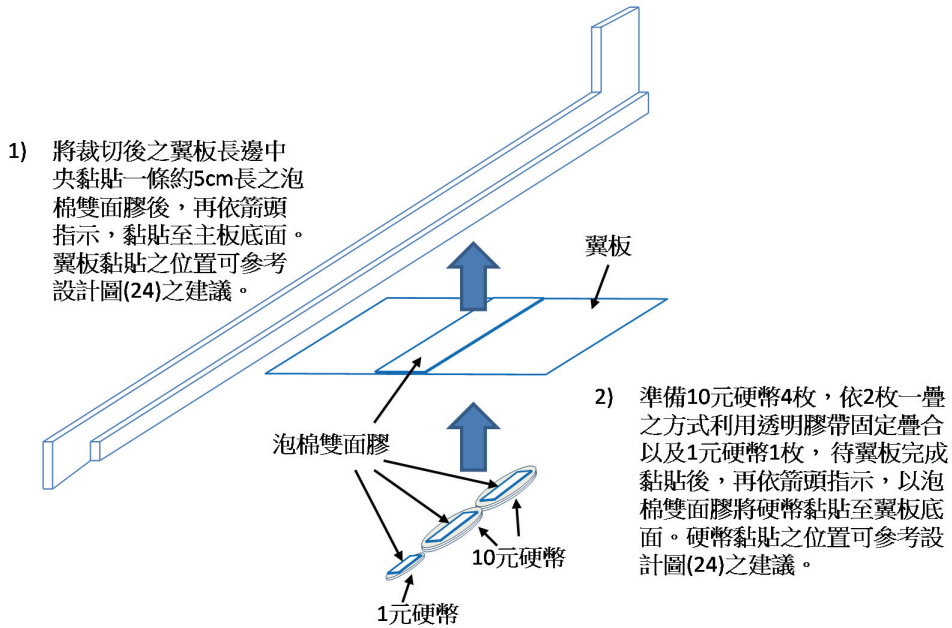 1) 將裁切後之翼板長邊中
央黏貼一條約5cm長之泡
棉雙面膠後，再依箭頭
指示，黏貼至主板底面。
翼板黏貼之位置可參考
設計圖(24)之建議。
翼板
泡棉雙面膠
2) 準備10元硬幣4枚，依2枚一疊
之方式利用透明膠帶固定疊合
以及1元硬幣1枚， 待翼板完成
黏貼後，再依箭頭指示，以泡
棉雙面膠將硬幣黏貼至翼板底
面。硬幣黏貼之位置可參考設
計圖(24)之建議。
10元硬幣
1元硬幣